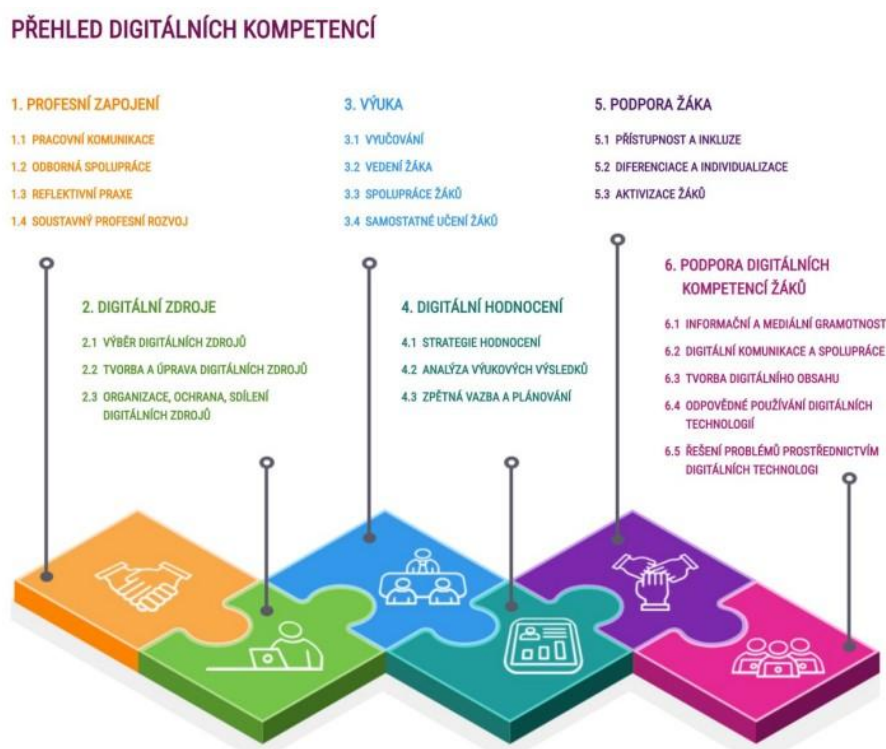 PŘEHLED DIGITÁLNÍCH KOMPETENCÍ
1. PROFESNÍ ZAPOJENÍ
1.1 PRACOVNÍ KOMUNIKACE
1.2 ODBORNÁ SPOLUPRÁCE
1.3 REFLEKTIVNÍ PRAXE
1.4 SOUSTAVNÝ PROFESNÍ ROZVOJ
2. DIGITÁLNÍ ZDROJE
2.1 VÝBĚR DIGITÁLNÍCH ZDROJŮ
2.2 TVORBA A ÚPRAVA DIGITÁLNÍCH ZDROJŮ
2.3 ORGANIZACE, OCHRANA, SDÍLENÍ
DIGITÁLNÍCH ZDROJŮ
3. VÝUKA
3.1 VYUČOVÁNÍ
3.2 VEDENÍ ŽÁKA
3.3 SPOLUPRÁCE ŽÁKŮ
3.4 SAMOSTATNÉ UČENÍ ŽÁKŮ
4. DIGITÁLNÍ HODNOCENÍ
4.1 STRATEGIE HODNOCENÍ
4.2 ANALÝZA VÝUKOVÝCH VÝSLEDKŮ
4.3 ZPĚTNÁ VAZBA A PLÁNOVÁNÍ
5. PODPORA ŽÁKA
5.1 PŘÍSTUPNOST A INKLUZE
5.2 DIFERENCIACE A INDIVIDUALIZACE
5.3 AKTIVIZACE ŽÁKŮ
6. PODPORA DIGITÁLNÍCH
KOMPETENCÍ ŽÁKŮ
6.1 INFORMAČNÍ A MEDIÁLNÍ GRAMOTNOST
6.2 DIGITÁLNÍ KOMUNIKACE A SPOLUPRÁCE
6.3 TVORBA DIGITÁLNÍHO OBSAHU
6.4 ODPOVĚDNÉ POUŽÍVÁNÍ DIGITÁLNÍCH
TECHNOLOGIÍ
6.5 ŘEŠENÍ PROBLÉMŮ PROSTŘEDNICTVÍM
DIGITÁLNÍCH TECHNOLOGI